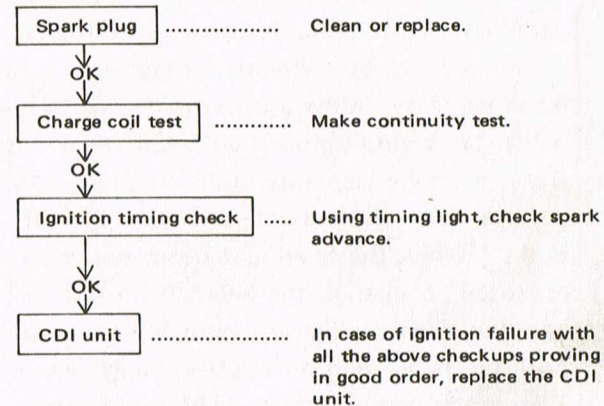 Spark plug .................. Clean or replace.
OK
Charge coil test ............ Make continuity test.
OK
Ignition timing check ..... Using timing light, check spark
advance.
OK
CDI unit ..................... In case of ignition failure with
all the above checkups proving
in good order, replace the CDI
unit.